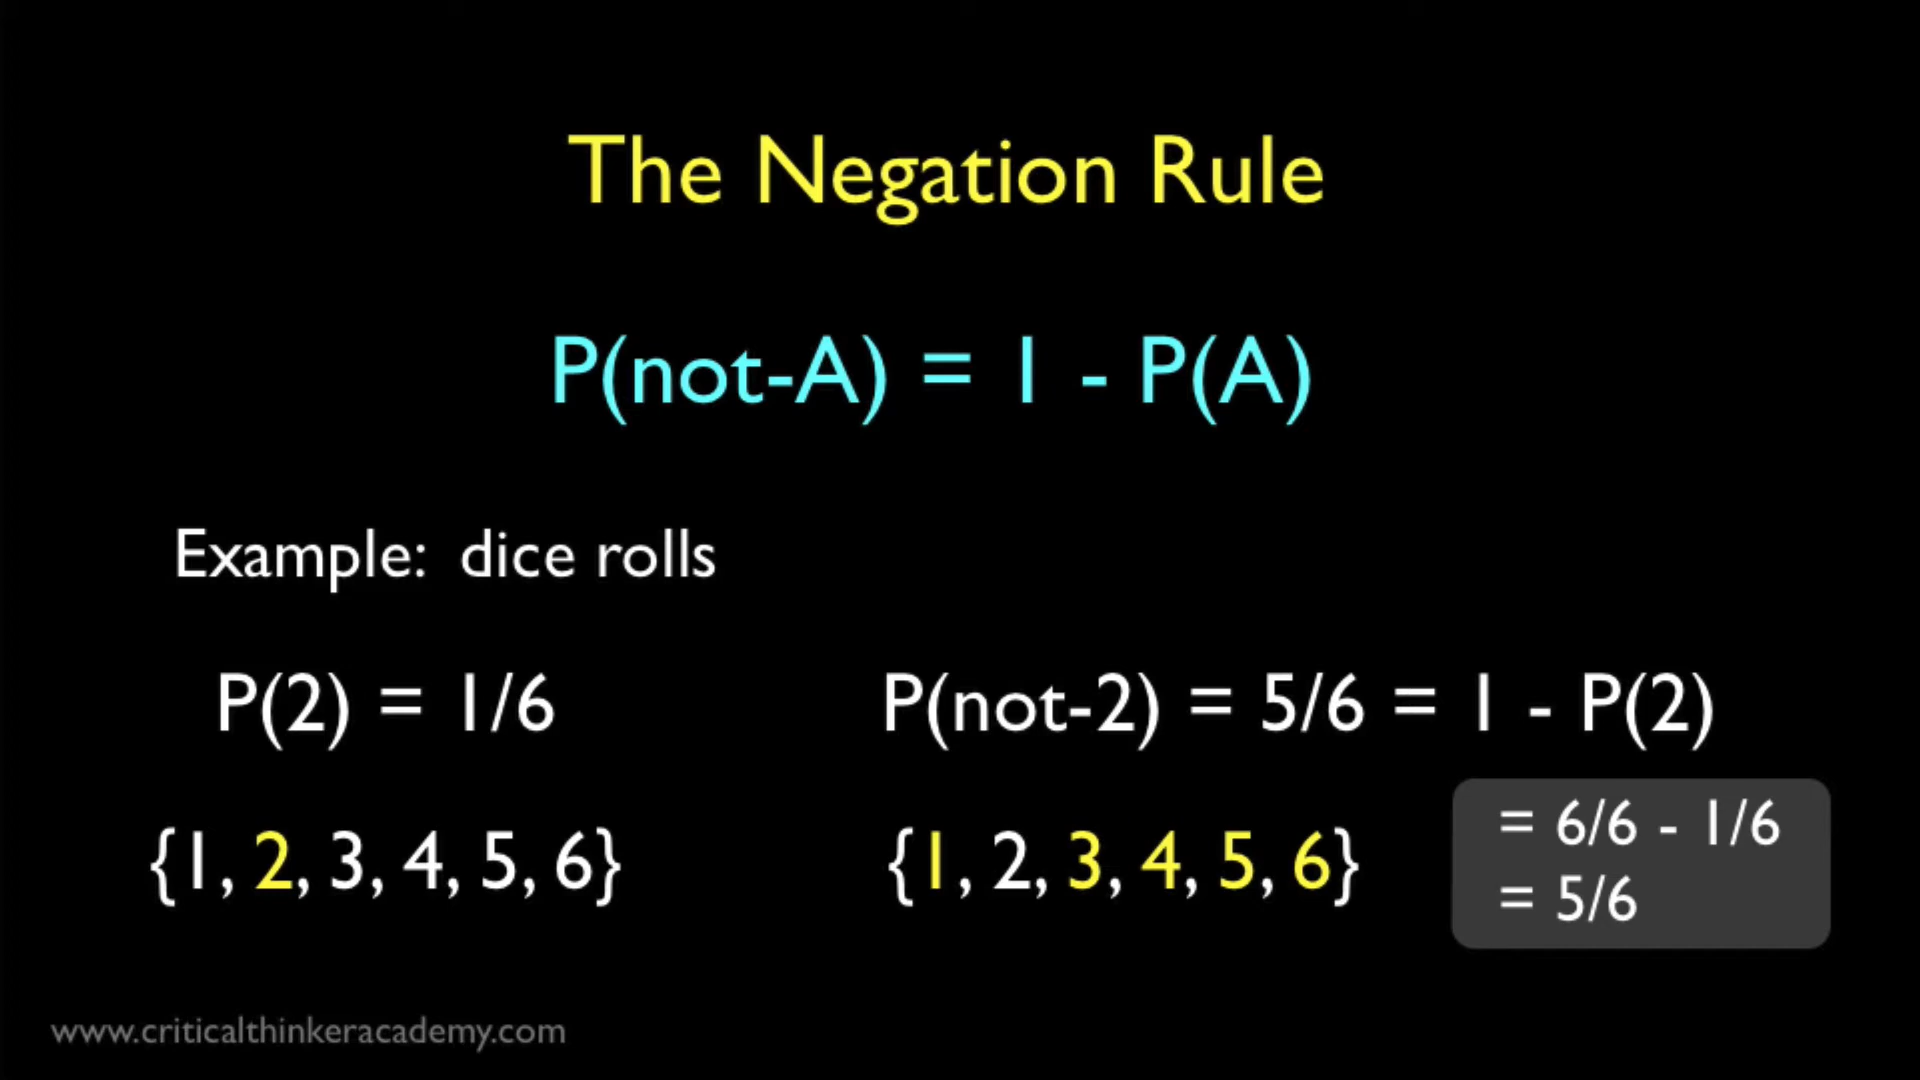 The Negation Rule
P(not-A) = 1 - P(A)
Example: dice rolls
P(2) = 1/6
P(not-2) = 5/6 = 1 - P(2)
{1, 2, 3, 4, 5, 6}
{1, 2, 3, 4, 5, 6}
= 6/6 - 1/6
= 5/6
www.criticalthinkeracademy.com